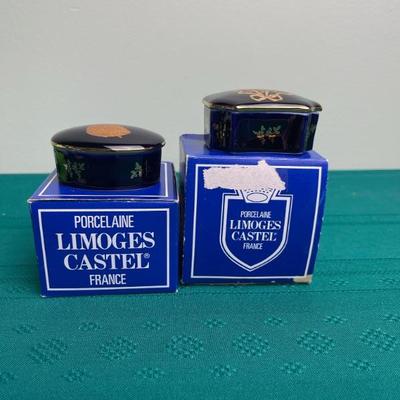 PORCELAINE
LIMOGES
CASTEL®
FRANCE
PORCELAINE
LIMOGES
CASTEL
FRANCE